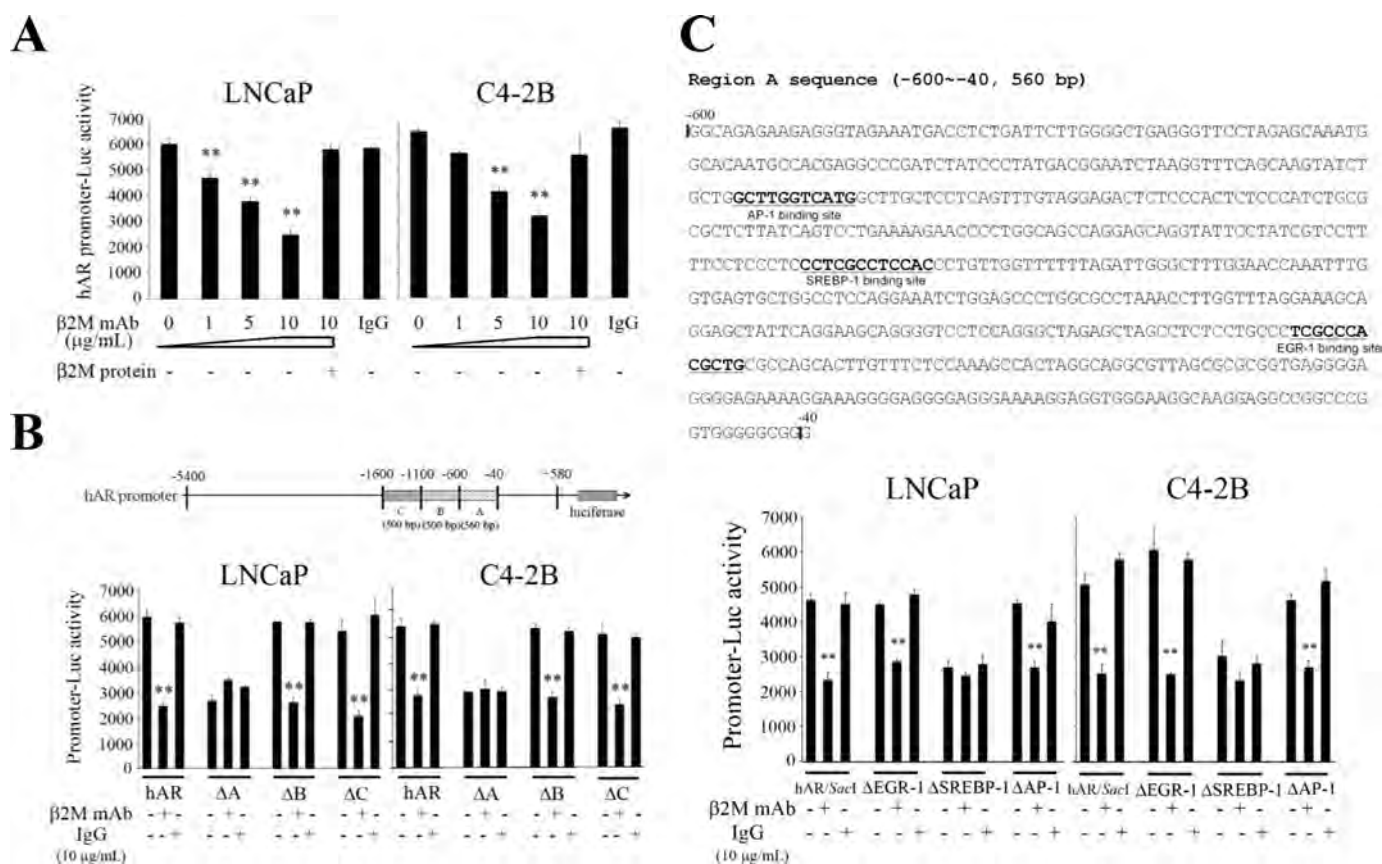 A
LNCaP
C4-2B
hAR promoter-Luc activity
7000
6000
5000
4000
3000
2000
1000
0
** ** **
** **
β2M mAb 0 1 5 10 10 IgG 0 1 5 10 10 IgG
(µg/mL)
β2M protein - - - - + - - - - - + -
B
-5400 -1600 -1100 -600 -40 ~580
hAR promoter
C B A luciferase
(500 bp) (500 bp) (560 bp)
LNCaP
C4-2B
Promoter-Luc activity
7000
6000
5000
4000
3000
2000
1000
0
** ** **
** ** **
hAR ΔA ΔB ΔC hAR ΔA ΔB ΔC
β2M mAb - + - - + - - + - - + - - + - - + - - + - - + -
IgG - - + - - + - - + - - + - - + - - + - - + - - +
(10 µg/mL)
C
Region A sequence (-600~-40, 560 bp)
-600
GGCAGAGAAGAGGGTAGAAATGACCTCTGATTCTTGGGGCTGAGGGTTCCTAGAGCAAATG
GCACAATGCCACGAGGCCCGATCTATCCCTATGACGGAATCTAAGGTTTCAGCAAGTATCT
GCTGGCTTGGTCATGGCTTGCTCCTCAGTTTGTAGGAGACTCTCCCACTCTCCCATCTGCG
AP-1 binding site
CGCTCTTATCAGTCCTGAAAAGAACCCCTGGCAGCCAGGAGCAGGTATTCCTATCGTCCTT
TTCCTCCCTCCCTCGCCTCCACCCTGTTGGTTTTTTAGATTGGGCTTTGGAACCAAATTTG
SREBP-1 binding site
GTGAGTGCTGGCCTCCAGGAAATCTGGAGCCCTGGCGCCTAAACCTTGGTTTAGGAAAGCA
GGAGCTATTCAGGAAGCAGGGGTCCTCCAGGGCTAGAGCTAGCCTCTCCTGCCCTCGCCCA
EGR-1 binding site
CGCTGCGCCAGCACTTGTTTCTCCAAAGCCACTAGGCAGGCGTTAGCGCGCGGTGAGGGGA
GGGGAGAAAAGGAAAGGGGAGGGGAGGGAAAAGGAGGTGGGAAGGCAAGGAGGCCGGCCCG
-40
GTGGGGGCGGG
LNCaP
C4-2B
Promoter-Luc activity
7000
6000
5000
4000
3000
2000
1000
0
** ** **
** ** **
hAR/SacI ΔEGR-1 ΔSREBP-1 ΔAP-1 hAR/SacI ΔEGR-1 ΔSREBP-1 ΔAP-1
β2M mAb - + - - + - - + - - + - - + - - + - - + - - + -
IgG - - + - - + - - + - - + - - + - - + - - + - - +
(10 µg/mL)